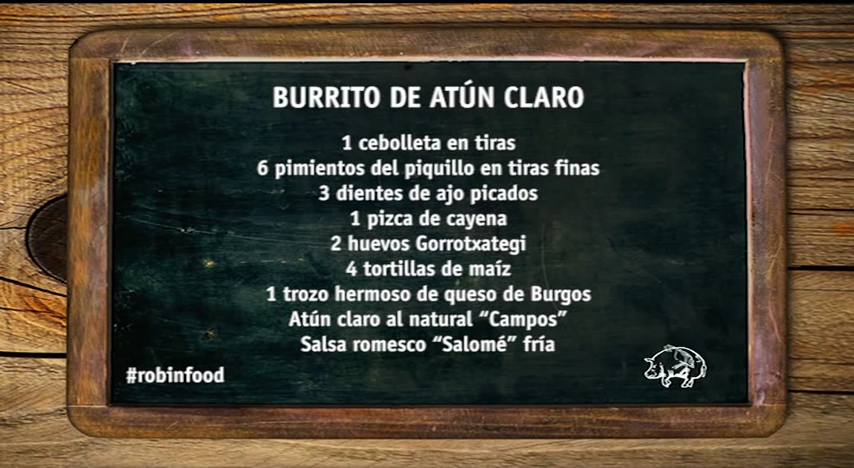 BURRITO DE ATÚN CLARO
1 cebolleta en tiras
6 pimientos del piquillo en tiras finas
3 dientes de ajo picados
1 pizca de cayena
2 huevos Gorrotxategi
4 tortillas de maíz
1 trozo hermoso de queso de Burgos
Atún claro al natural “Campos”
Salsa romesco “Salomé” fría
#robinfood